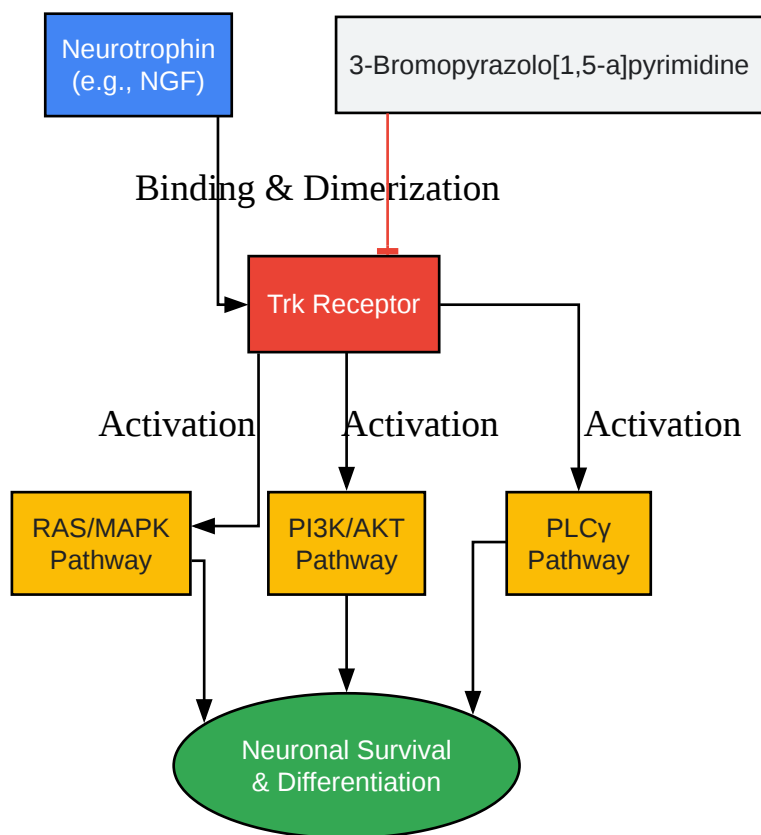 Neurotrophin
(e.g., NGF)
3-Bromopyrazolo[1,5-a]pyrimidine
Binding & Dimerization
Trk Receptor
Activation
Activation
Activation
RAS/MAPK
Pathway
PI3K/AKT
Pathway
PLCγ
Pathway
Neuronal Survival
& Differentiation